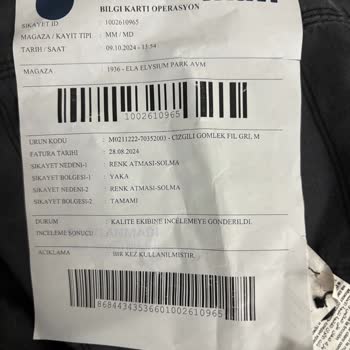 BILGI KARTI OPERASYON
SIKAYET ID : 1002610965
MAGAZA / KAYIT TIPI : MM / MD
TARIH / SAAT : 09.10.2024 - 13:54
MAGAZA : 1936 - ELA ELYSIUM PARK AVM
1002610965
URUN KODU : M0211222-70352003 - CIZGILI GOMLEK FIL GRI, M
FATURA TARIHI : 28.08.2024
SIKAYET NEDENI-1 : RENK ATMASI-SOLMA
SIKAYET BOLGESI-1 : YAKA
SIKAYET NEDENI-2 : RENK ATMASI-SOLMA
SIKAYET BOLGESI-2 : TAMAMI
DURUM : KALITE EKIBINE INCELEMEYE GONDERILDI.
INCELEME SONUCU :
ACIKLAMA : BIR KEZ KULLANILMISTIR.
86844343536601002610965